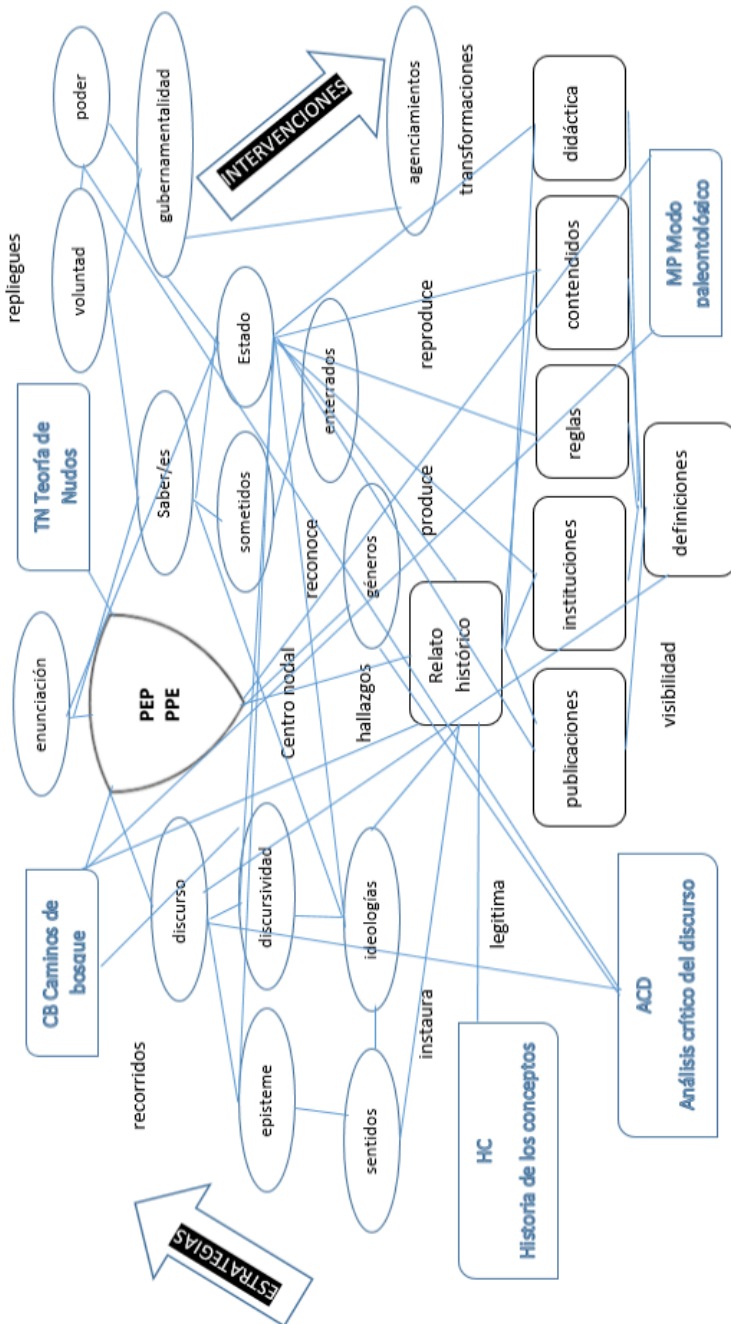 repliegues
CB Caminos de
bosque
enunciación
TN Teoría de
Nudos
voluntad
poder
recorridos
PEP
PPE
discurso
Saber/es
gubernamentalidad
ESTRATEGIAS
episteme
discursividad
Centro nodal
sometidos
Estado
INTERVENCIONES
reconoce
enterrados
sentidos
ideologías
hallazgos
géneros
agenciamientos
instaura
Relato
histórico
produce
reproduce
transformaciones
HC
Historia de los conceptos
legitima
publicaciones
instituciones
reglas
contendidos
didáctica
ACD
Análisis crítico del discurso
visibilidad
definiciones
MP Modo
paleontológico